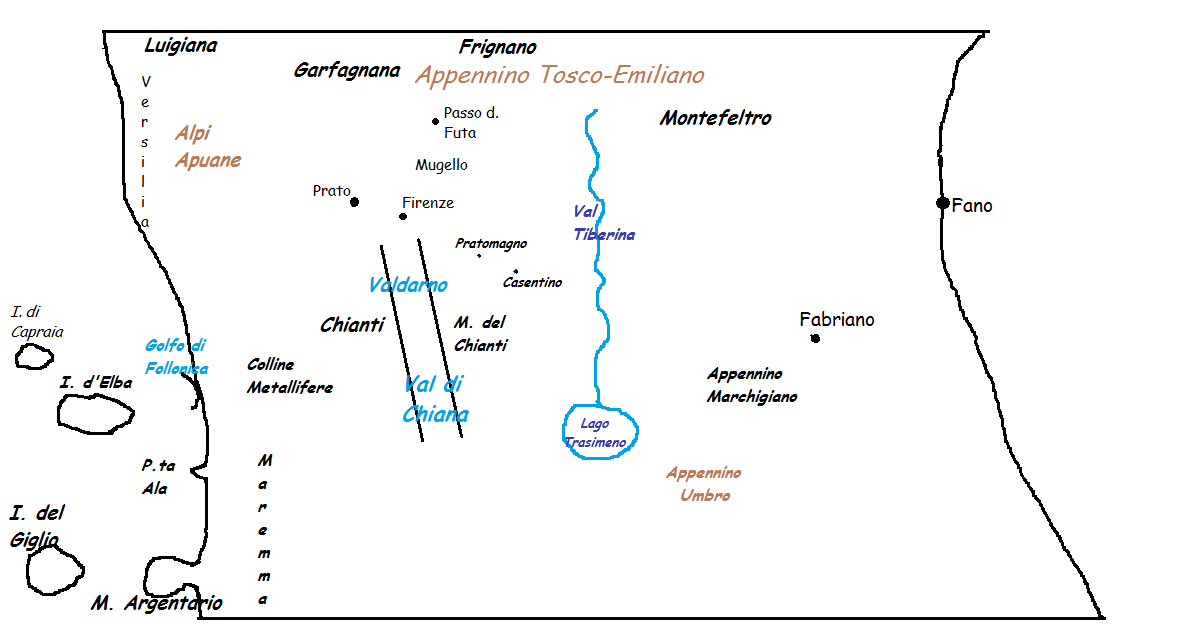 Luigiana
Frignano
Garfagnana
Appennino Tosco-Emiliano
Versilia
Alpi
Apuane
Passo d.
Futa
Montefeltro
Mugello
Prato
Firenze
Fano
Val
Tiberina
Pratomagno
Casentino
Valdarno
I. di
Capraia
Chianti
M. del
Chianti
Fabriano
Golfo di
Follonica
Colline
Metallifere
I. d'Elba
Val di
Chiana
Appennino
Marchigiano
Lago
Trasimeno
P.ta
Ala
Maremma
Appennino
Umbro
I. del
Giglio
M. Argentario